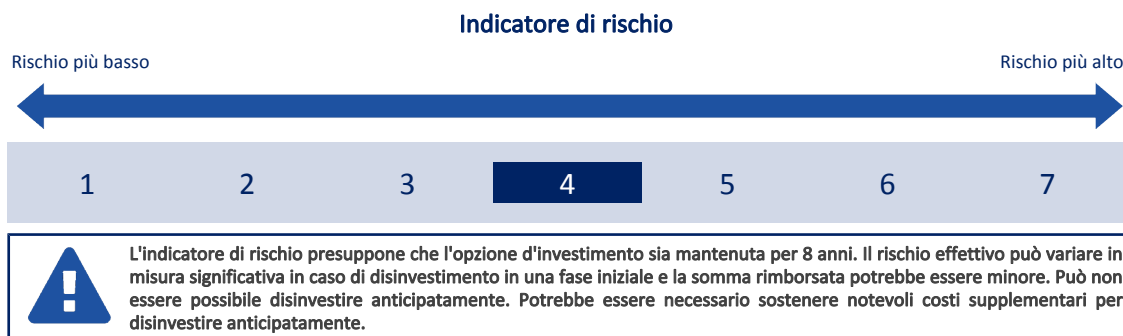 Indicatore di rischio
Rischio più basso
Rischio più alto
1 2 3 4 5 6 7
L'indicatore di rischio presuppone che l'opzione d'investimento sia mantenuta per 8 anni. Il rischio effettivo può variare in
misura significativa in caso di disinvestimento in una fase iniziale e la somma rimborsata potrebbe essere minore. Può non
essere possibile disinvestire anticipatamente. Potrebbe essere necessario sostenere notevoli costi supplementari per
disinvestire anticipatamente.